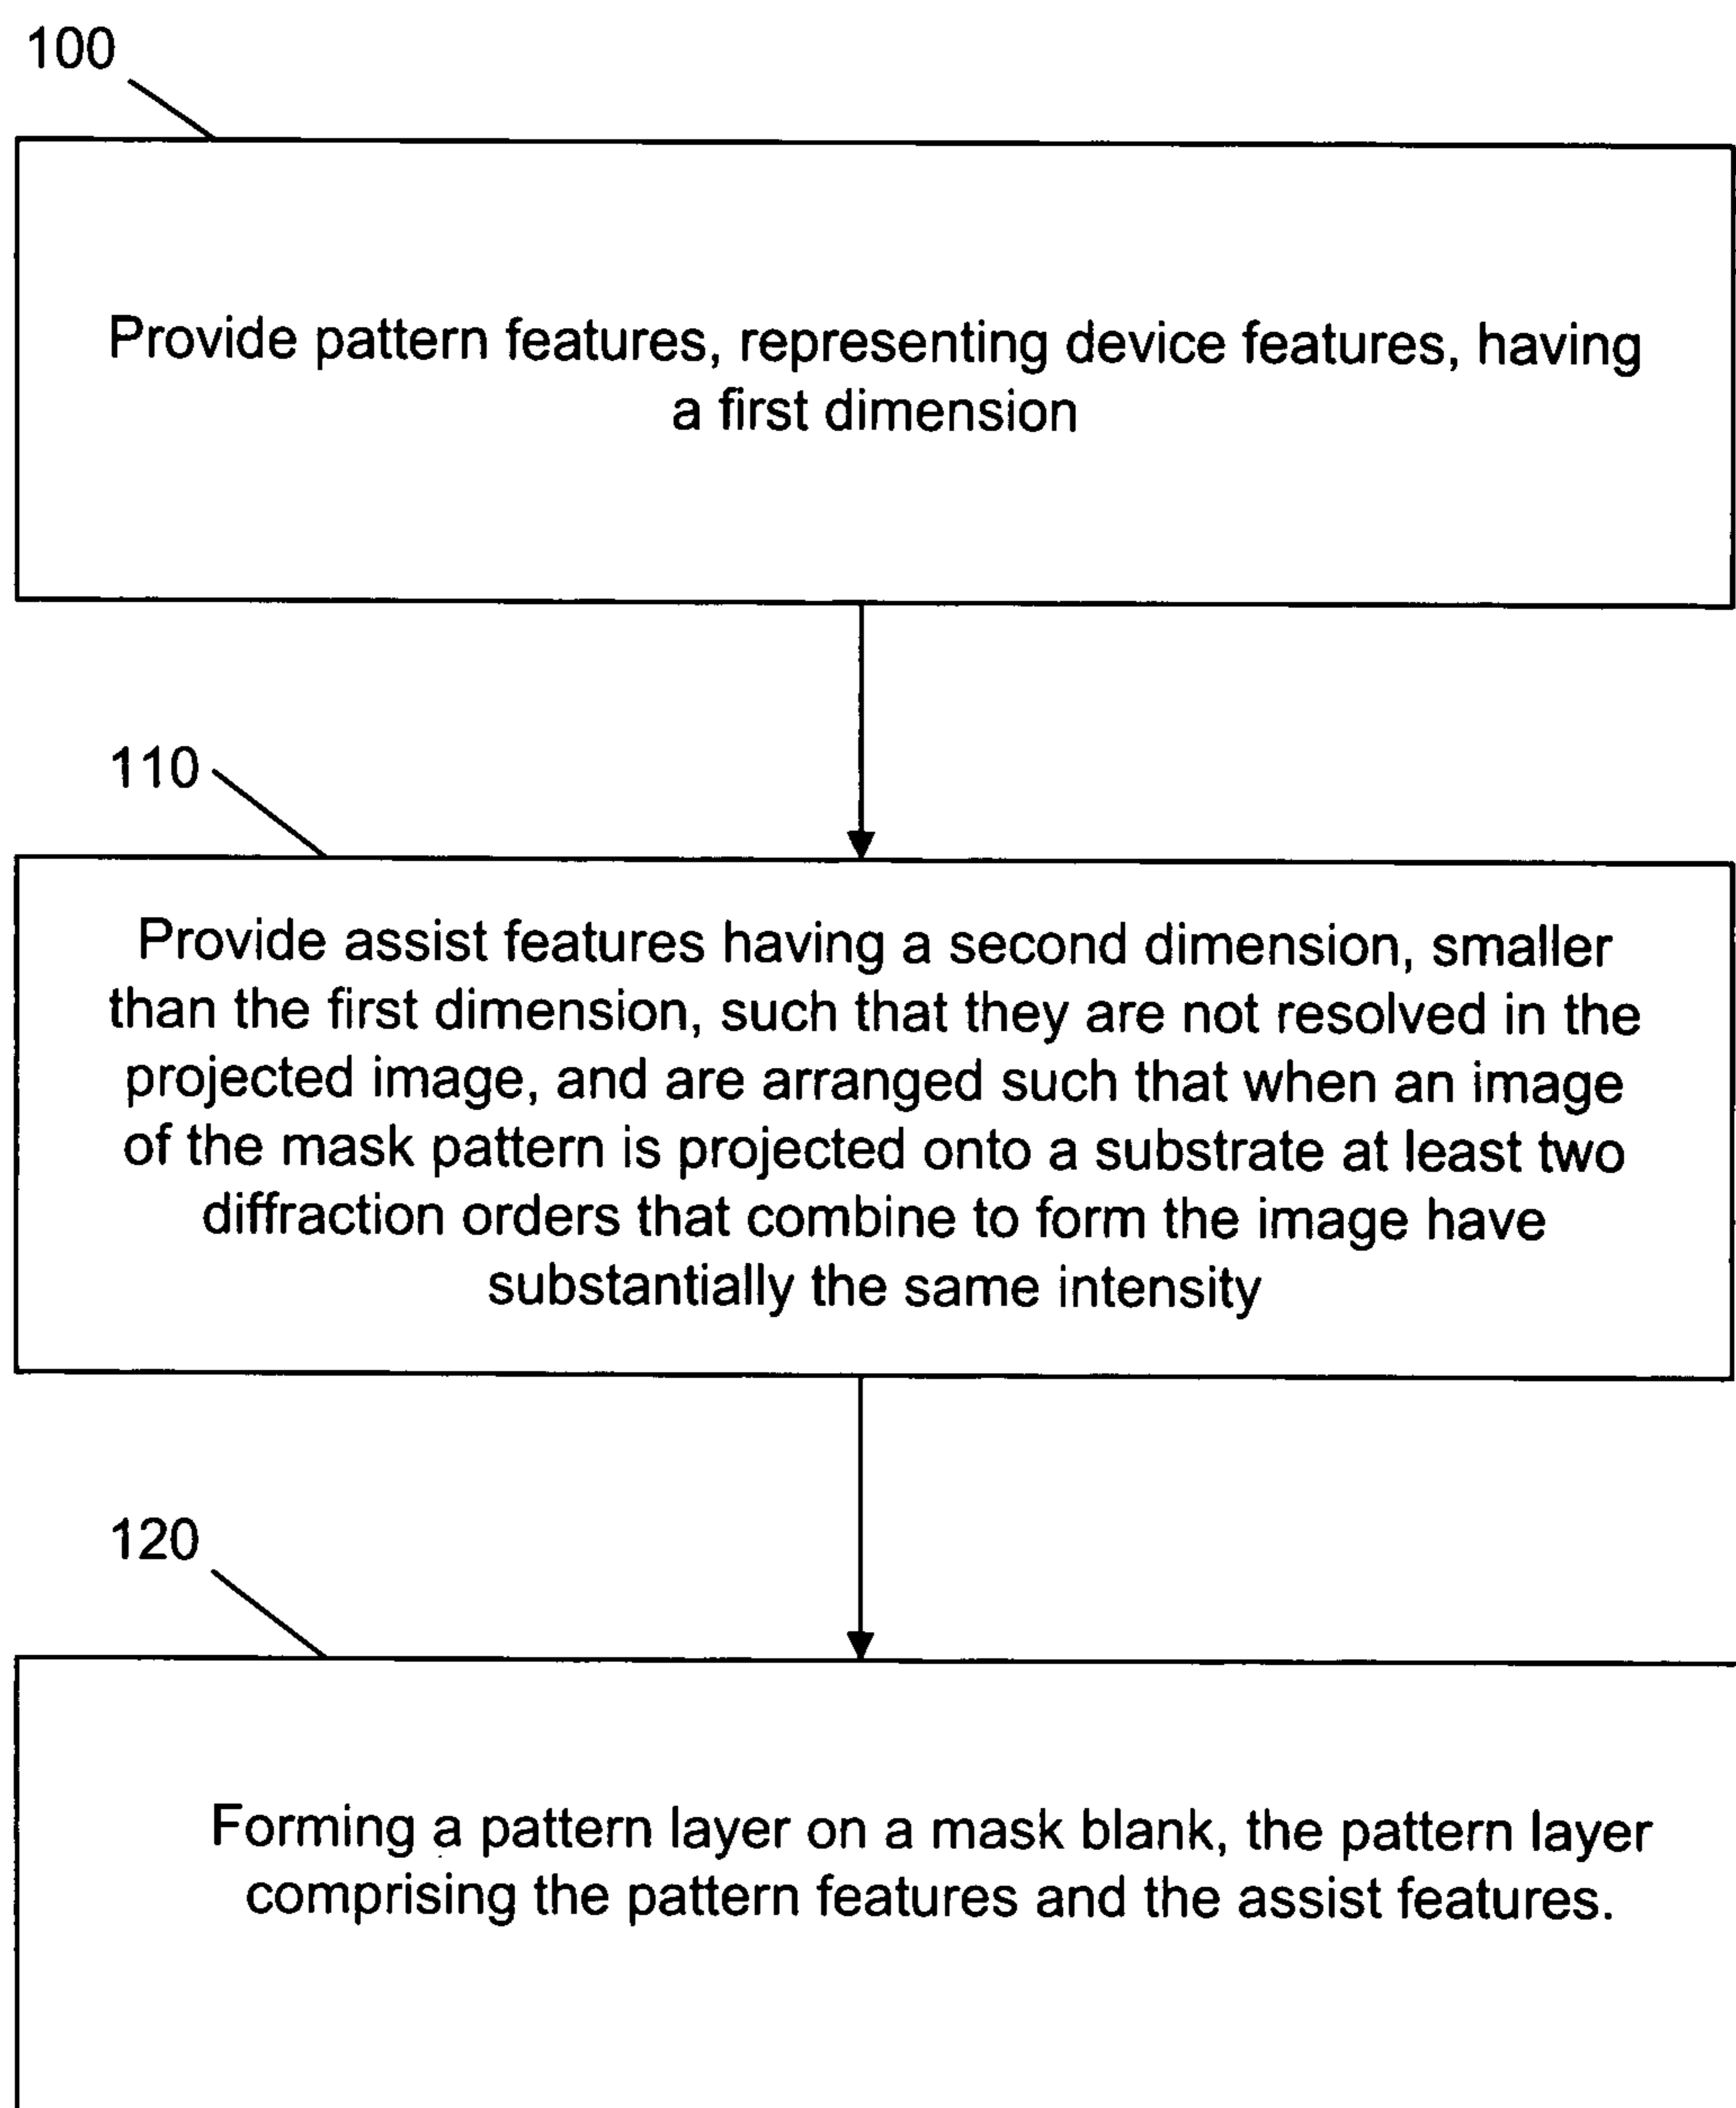 100
Provide pattern features, representing device features, having
a first dimension
110
Provide assist features having a second dimension, smaller
than the first dimension, such that they are not resolved in the
projected image, and are arranged such that when an image
of the mask pattern is projected onto a substrate at least two
diffraction orders that combine to form the image have
substantially the same intensity
120
Forming a pattern layer on a mask blank, the pattern layer
comprising the pattern features and the assist features.